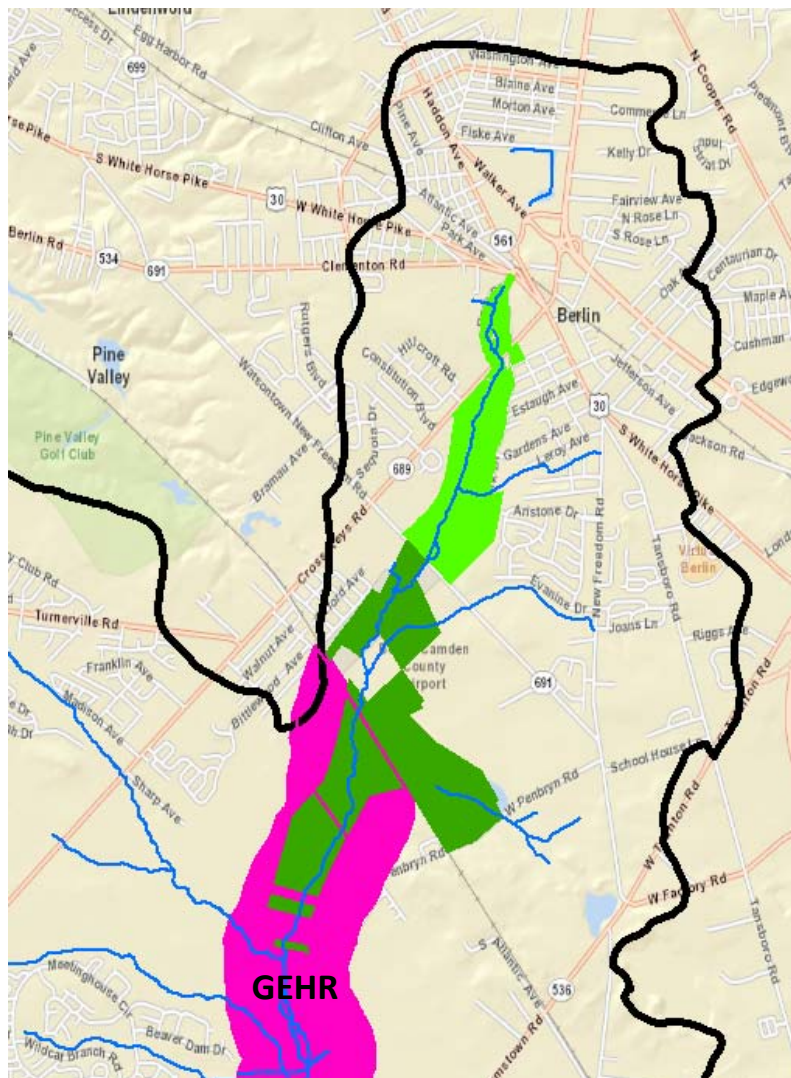 Lindenwold
Egg Harbor Rd
699
Washington Ave
Blaine Ave
Morton Ave
N Cooper Rd
Haddon Ave
Pine Ave
Clifton Ave
Fiske Ave
Kelly Dr
S White Horse Pike
30
W White Horse Pike
Walker Ave
Atlantic Ave
Park Ave
Fairview Ave
N Rose Ln
S Rose Ln
561
Berlin Rd
534
691
Clementon Rd
Centaurian Dr
Maple Ave
Berlin
Cushman
Pine
Valley
Rutgers Blvd
Hillcroft Rd
Constitution Blvd
Jefferson Ave
Estaugh Ave
30
Watsontown New Freedom Rd
Sequoia Dr
Gardens Ave
Leroy Ave
S White Horse Pike
Jackson Rd
Pine Valley
Golf Club
689
Bramau Ave
Cross Keys Rd
Aristone Dr
New Freedom Rd
Tansboro Rd
Berlin
Evanine Dr
Joans Ln
Riggs Ave
Turnerville Rd
Walnut Ave
Bittlewood Ave
Franklin Ave
Camden
County
691
Madison Ave
School House Ln
Sharp Ave
W Penbryn Rd
W Factory Rd
Tansboro Rd
S Atlantic Ave
536
GEHR
Meetinghouse Cir
Beaver Dam Dr
Wildcat Branch Rd